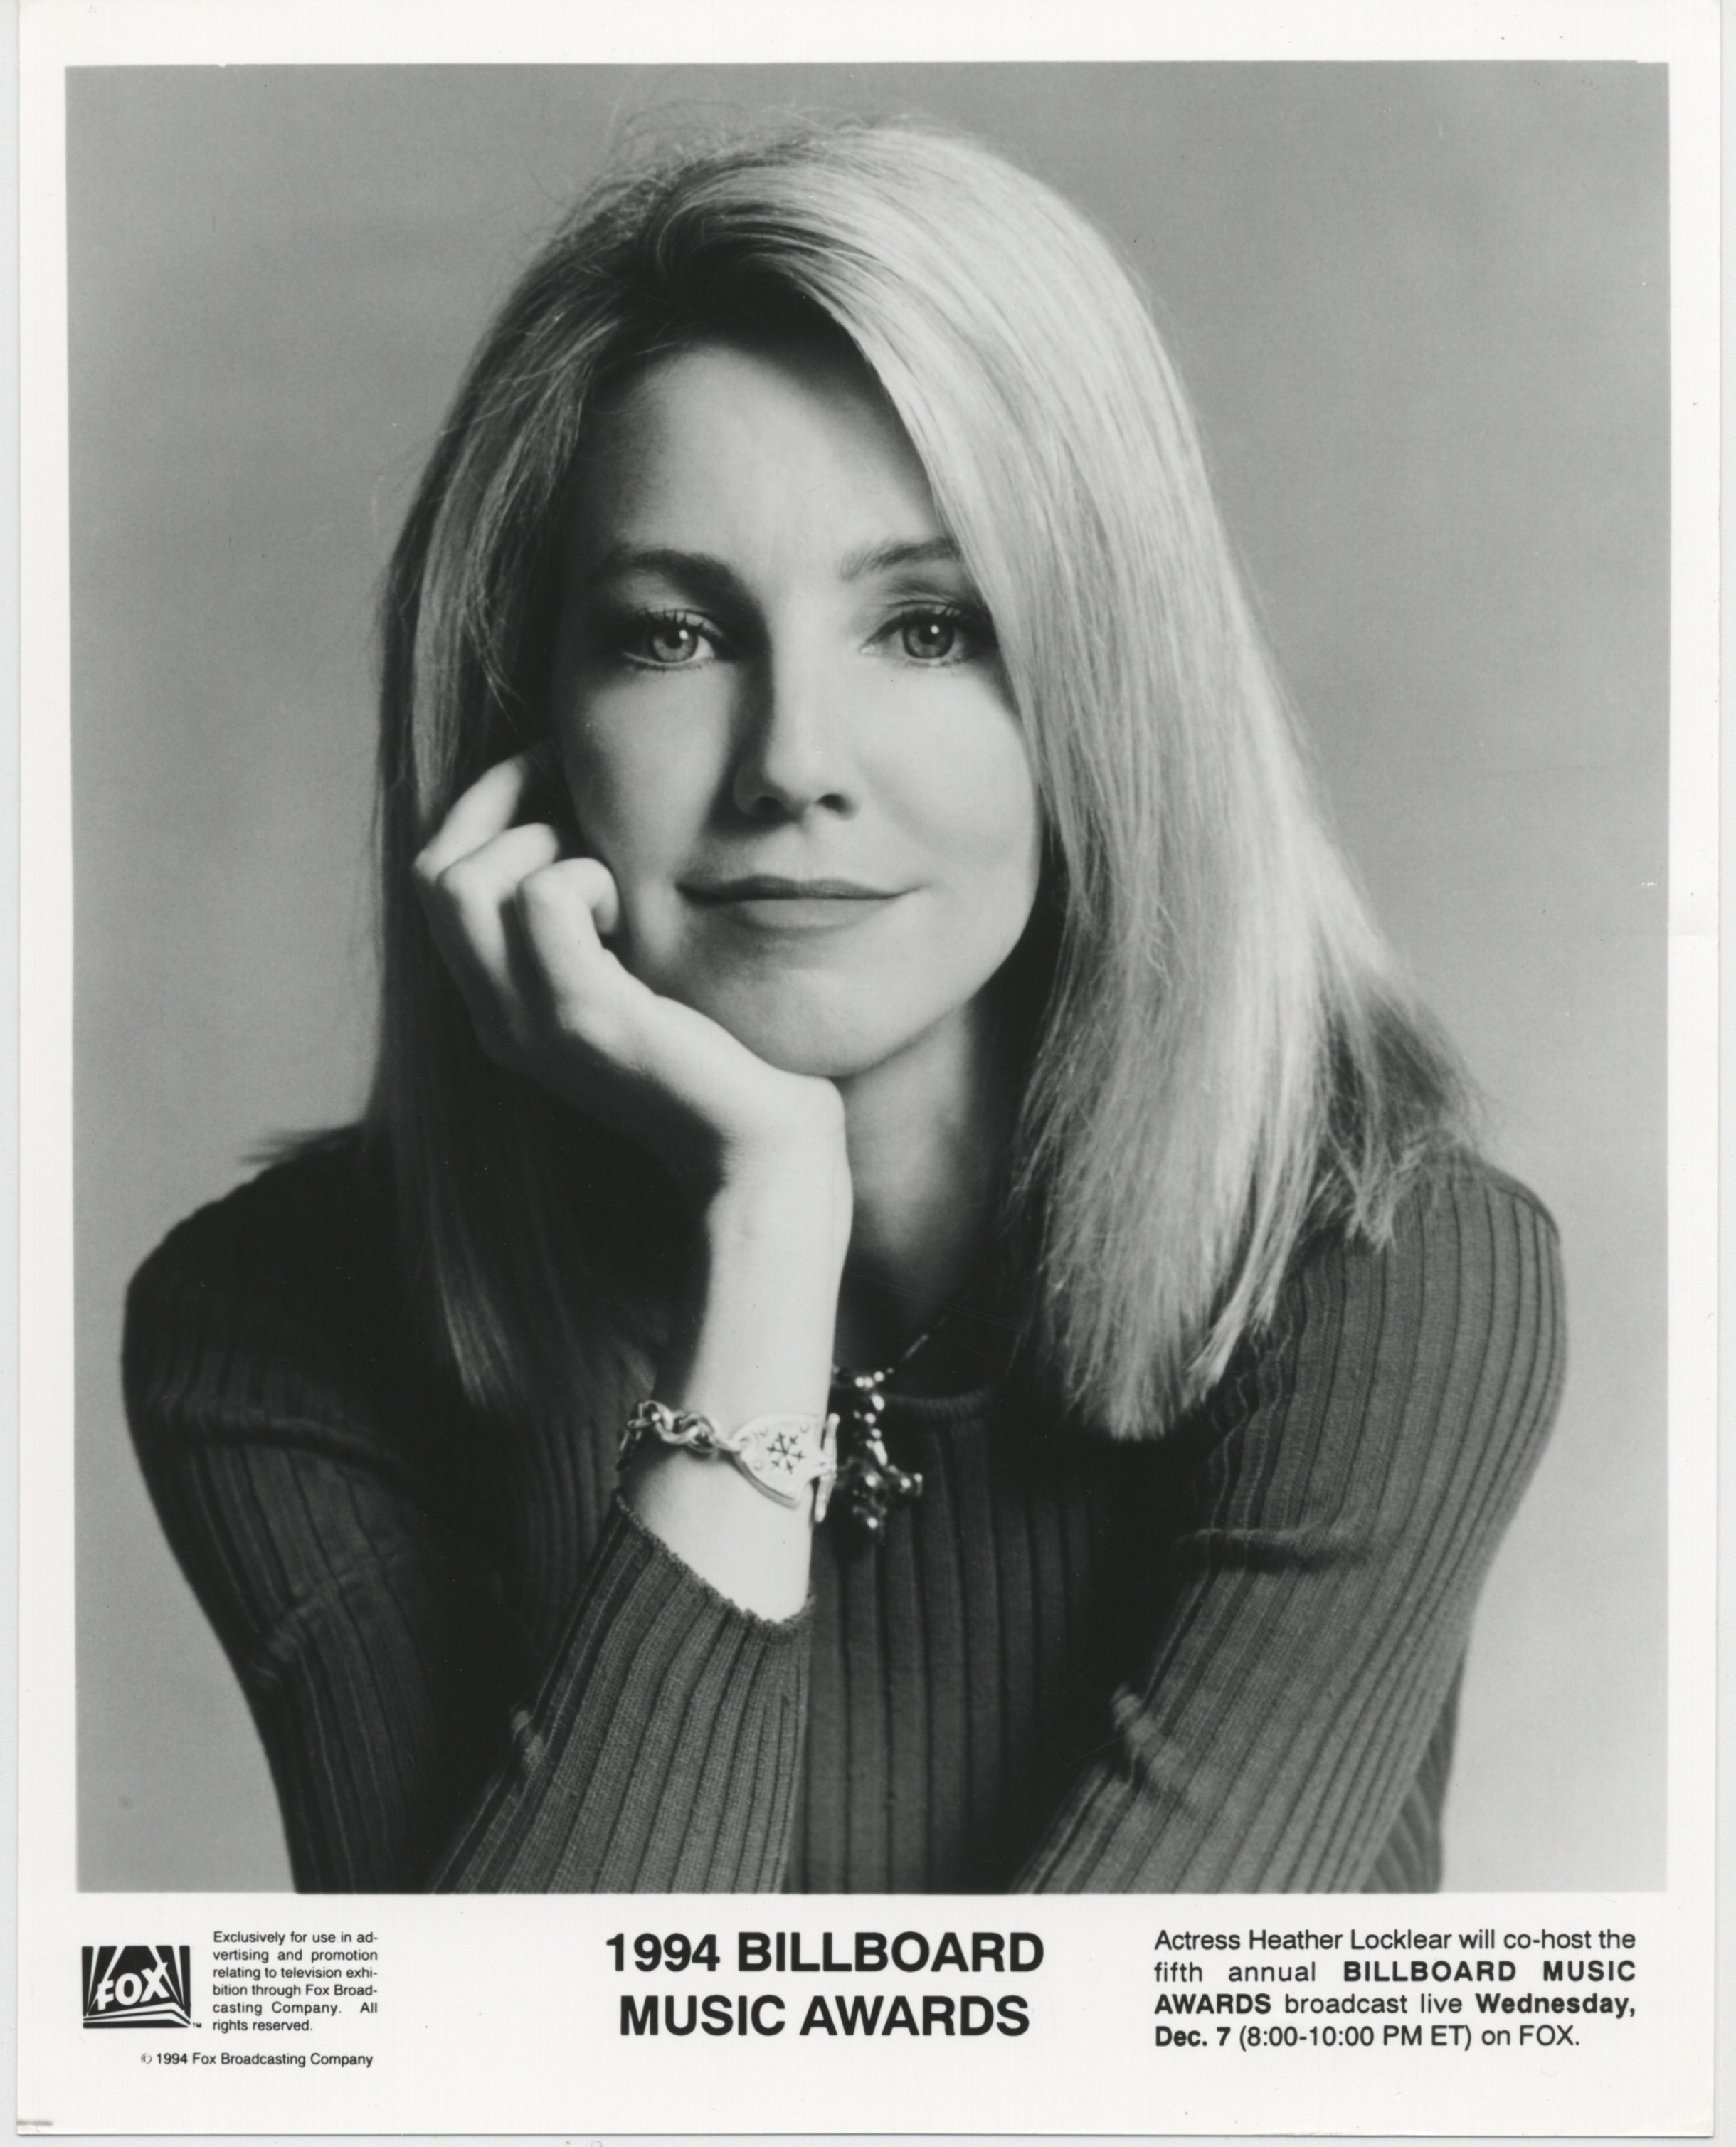 FOX
TM
Exclusively for use in ad-
vertising and promotion
relating to television exhi-
bition through Fox Broad-
casting Company. All
rights reserved.
© 1994 Fox Broadcasting Company
1994 BILLBOARD
MUSIC AWARDS
Actress Heather Locklear will co-host the
fifth annual BILLBOARD MUSIC
AWARDS broadcast live Wednesday,
Dec. 7 (8:00-10:00 PM ET) on FOX.